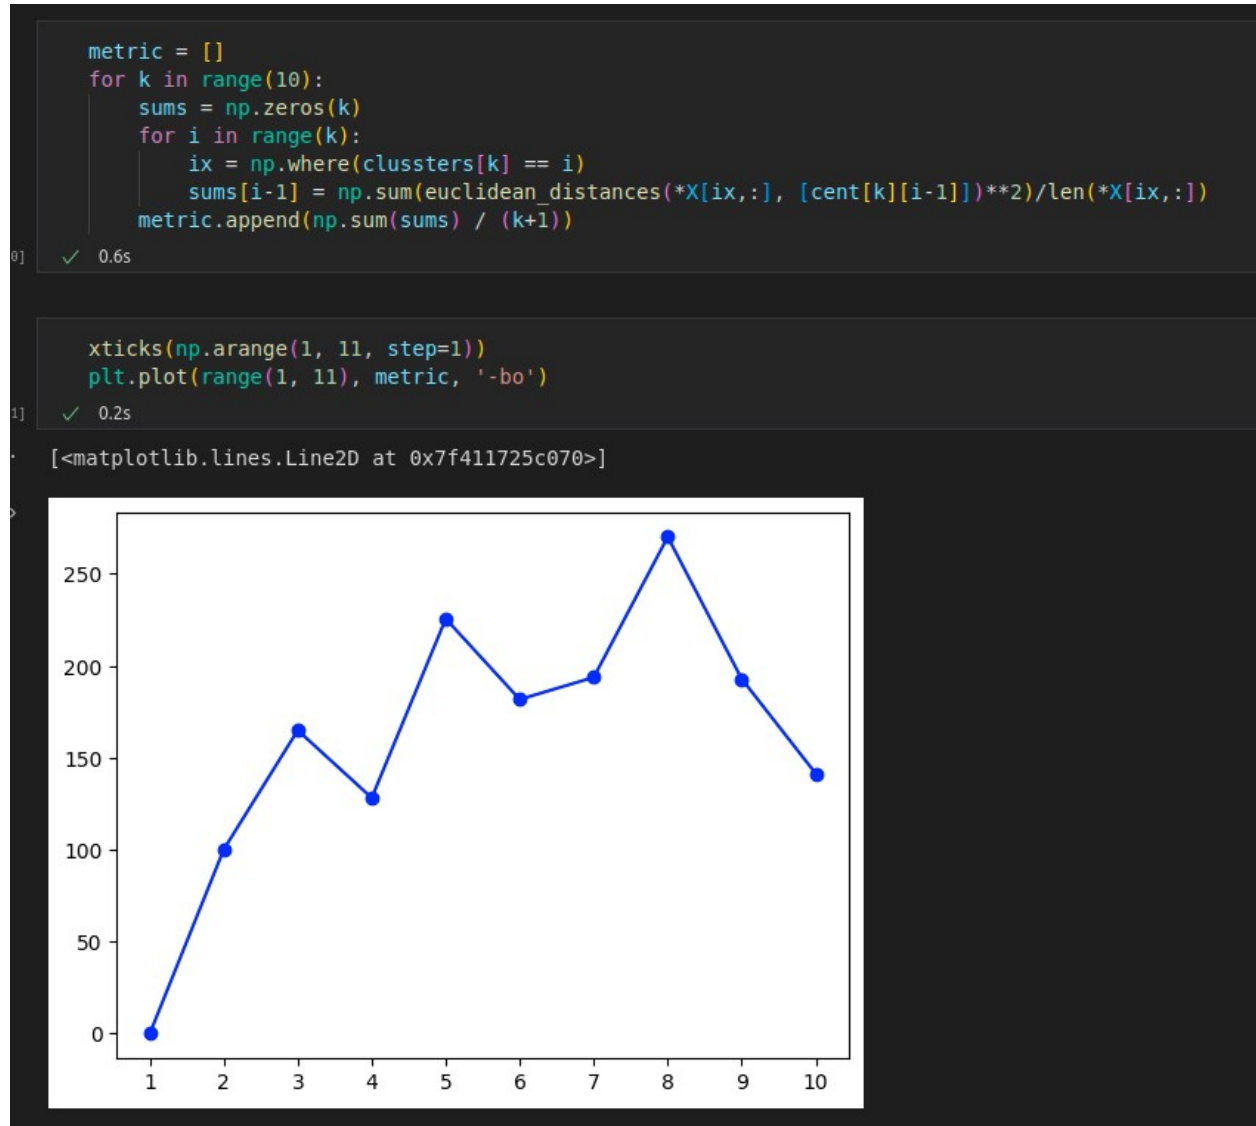 metric = []
for k in range(10):
sums = np.zeros(k)
for i in range(k):
ix = np.where(clussters[k] == i)
sums[i-1] = np.sum(euclidean_distances(*X[ix,:], [cent[k][i-1]])**2)/len(*X[ix,:])
metric.append(np.sum(sums) / (k+1))
0.6s
xticks(np.arange(1, 11, step=1))
plt.plot(range(1, 11), metric, '-bo')
1]
0.2s
[<matplotlib.lines.Line2D at 0x7f411725c070>]
250
200
150
100
50
0
1 2 3 4 5 6 7 8 9 10